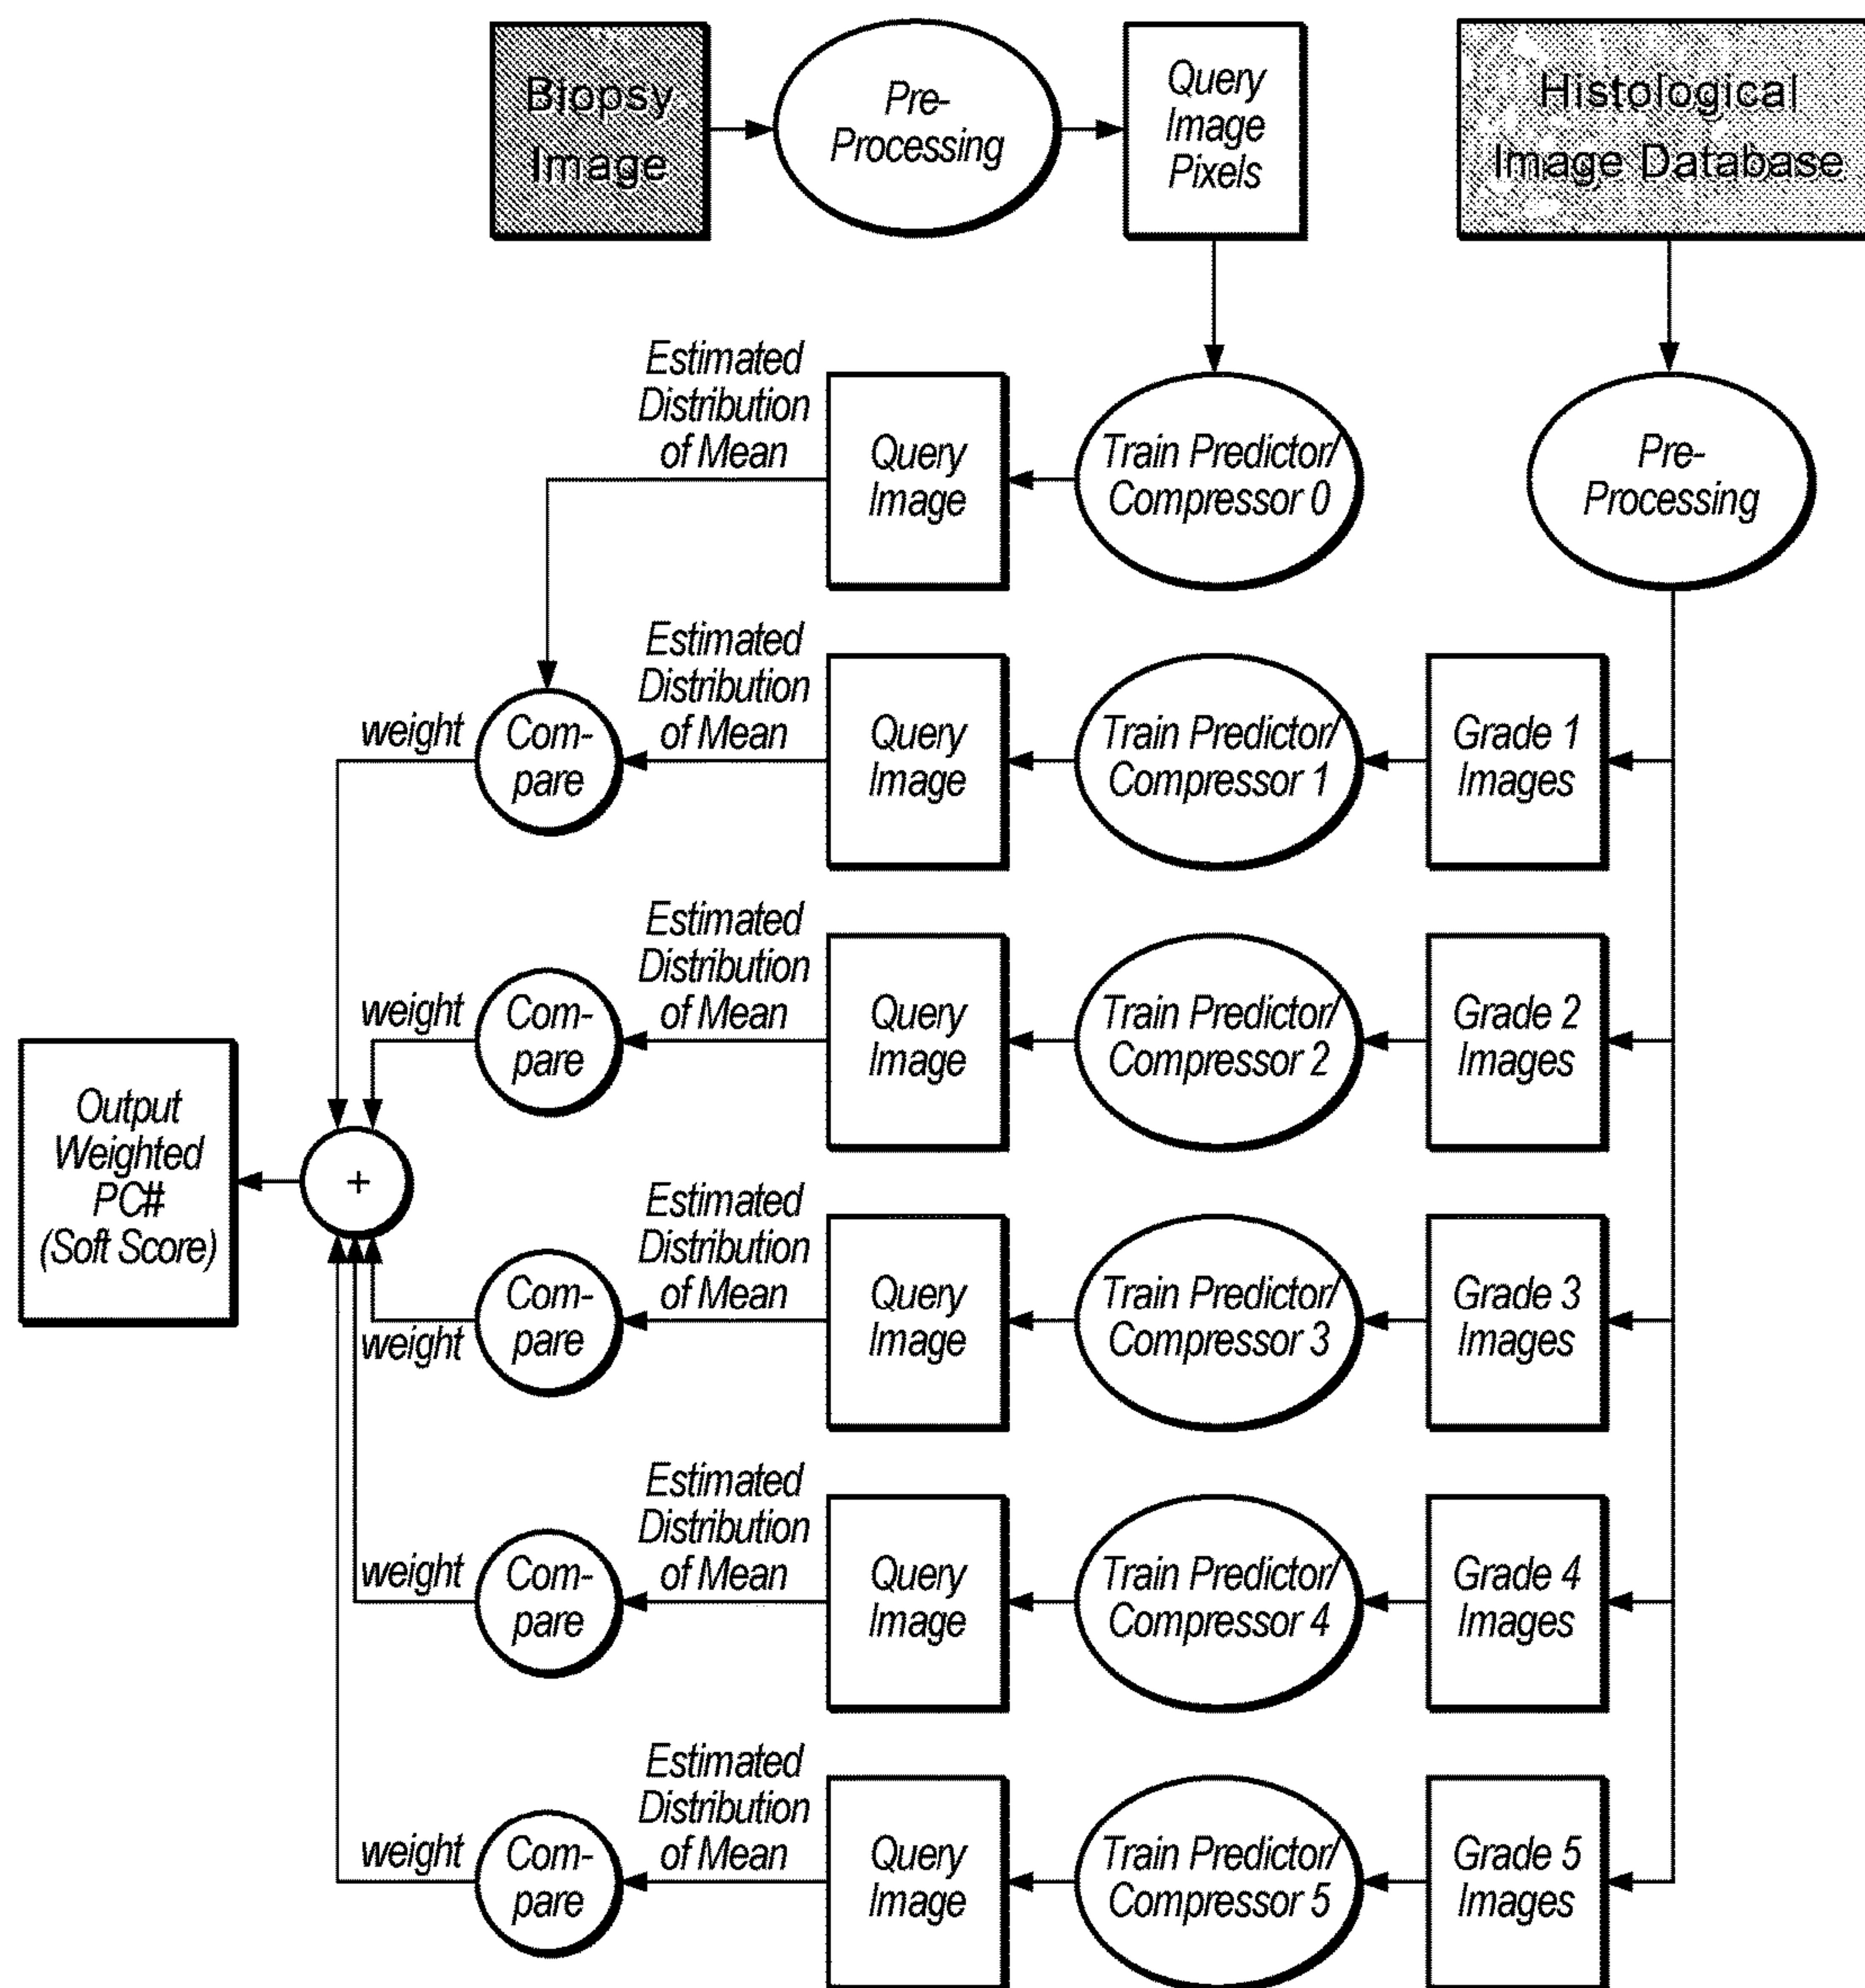 Biopsy
Image
Pre-
Processing
Query
Image
Pixels
Histological
Image Database
Estimated
Distribution
of Mean
Query
Image
Train Predictor/
Compressor 0
Pre-
Processing
weight
Com-
pare
Estimated
Distribution
of Mean
Query
Image
Train Predictor/
Compressor 1
Grade 1
Images
weight
Com-
pare
Estimated
Distribution
of Mean
Query
Image
Train Predictor/
Compressor 2
Grade 2
Images
Output
Weighted
PC#
(Soft Score)
+
weight
Com-
pare
Estimated
Distribution
of Mean
Query
Image
Train Predictor/
Compressor 3
Grade 3
Images
weight
Com-
pare
Estimated
Distribution
of Mean
Query
Image
Train Predictor/
Compressor 4
Grade 4
Images
weight
Com-
pare
Estimated
Distribution
of Mean
Query
Image
Train Predictor/
Compressor 5
Grade 5
Images